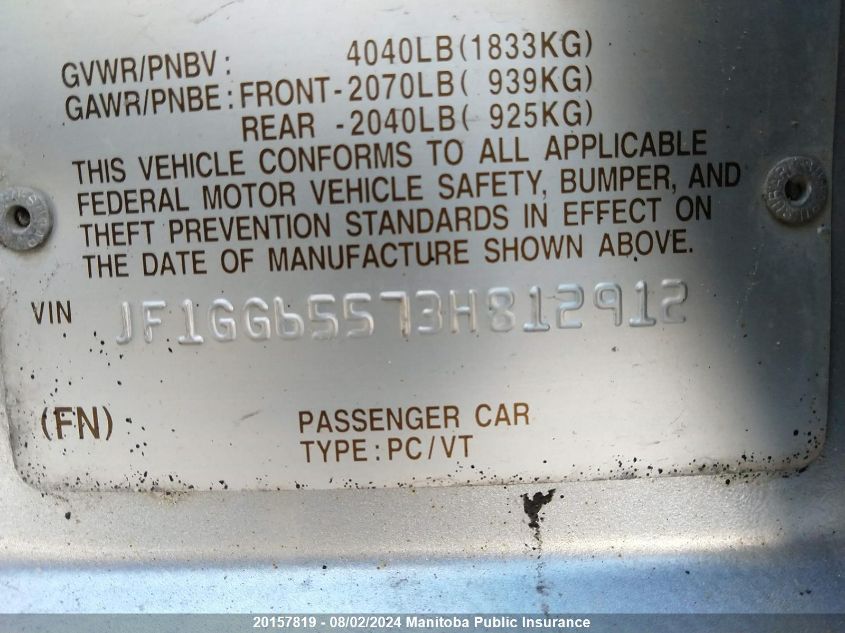 GVWR/PNBV: 4040LB(1833KG)
GAWR/PNBE: FRONT-2070LB( 939KG)
REAR -2040LB( 925KG)
THIS VEHICLE CONFORMS TO ALL APPLICABLE
FEDERAL MOTOR VEHICLE SAFETY, BUMPER, AND
THEFT PREVENTION STANDARDS IN EFFECT ON
THE DATE OF MANUFACTURE SHOWN ABOVE.
VIN JF1GG65573H812912
(FN) PASSENGER CAR
TYPE: PC/VT
20157819 - 08/02/2024 Manitoba Public Insurance